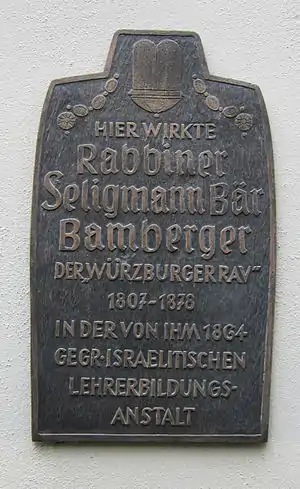 HIER WIRKTE
Rabbiner
Seligmann Bär
Bamberger
DER „WÜRZBURGER RAV"
1807-1878
IN DER VON IHM 1864
GEGR. ISRAELITISCHEN
LEHRERBILDUNGS-
ANSTALT